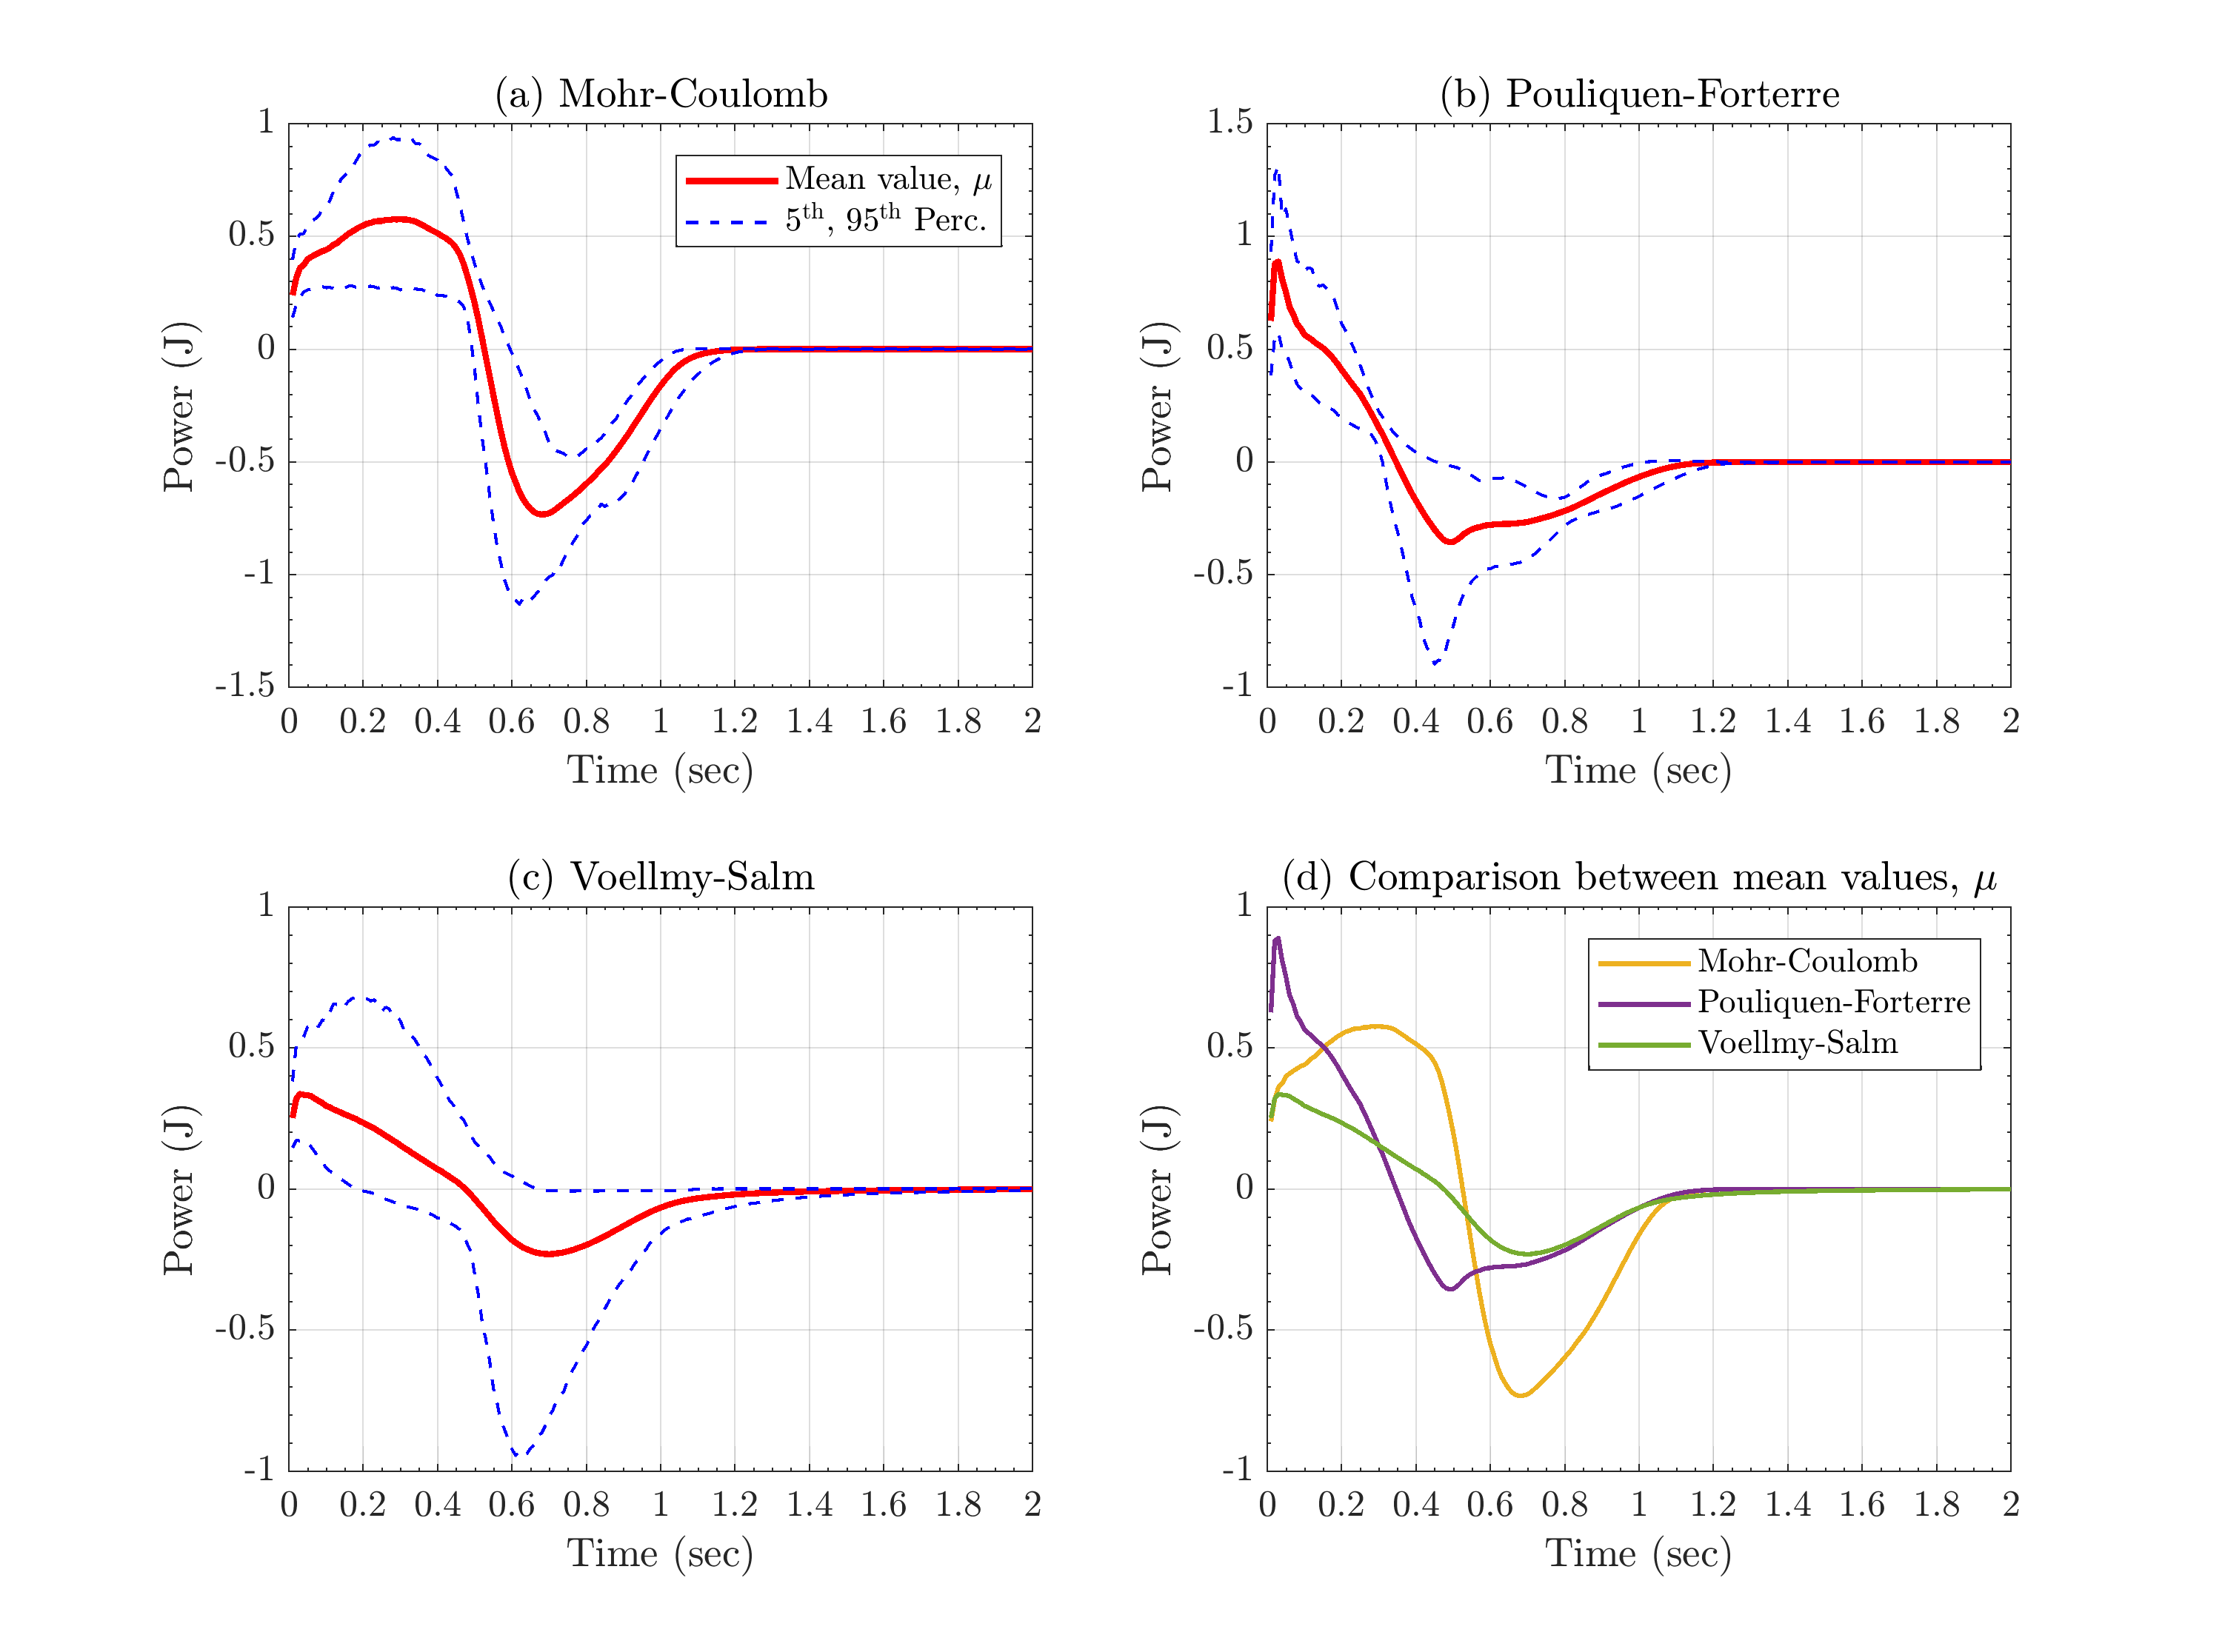 (a) Mohr-Coulomb
1
0.5
0
-0.5
-1
-1.5
Power (J)
Mean value, μ
5th, 95th Perc.
0 0.2 0.4 0.6 0.8 1 1.2 1.4 1.6 1.8 2
Time (sec)
(b) Pouliquen-Forterre
1.5
1
0.5
0
-0.5
-1
Power (J)
0 0.2 0.4 0.6 0.8 1 1.2 1.4 1.6 1.8 2
Time (sec)
(c) Voellmy-Salm
1
0.5
0
-0.5
-1
Power (J)
0 0.2 0.4 0.6 0.8 1 1.2 1.4 1.6 1.8 2
Time (sec)
(d) Comparison between mean values, μ
1
0.5
0
-0.5
-1
Power (J)
Mohr-Coulomb
Pouliquen-Forterre
Voellmy-Salm
0 0.2 0.4 0.6 0.8 1 1.2 1.4 1.6 1.8 2
Time (sec)